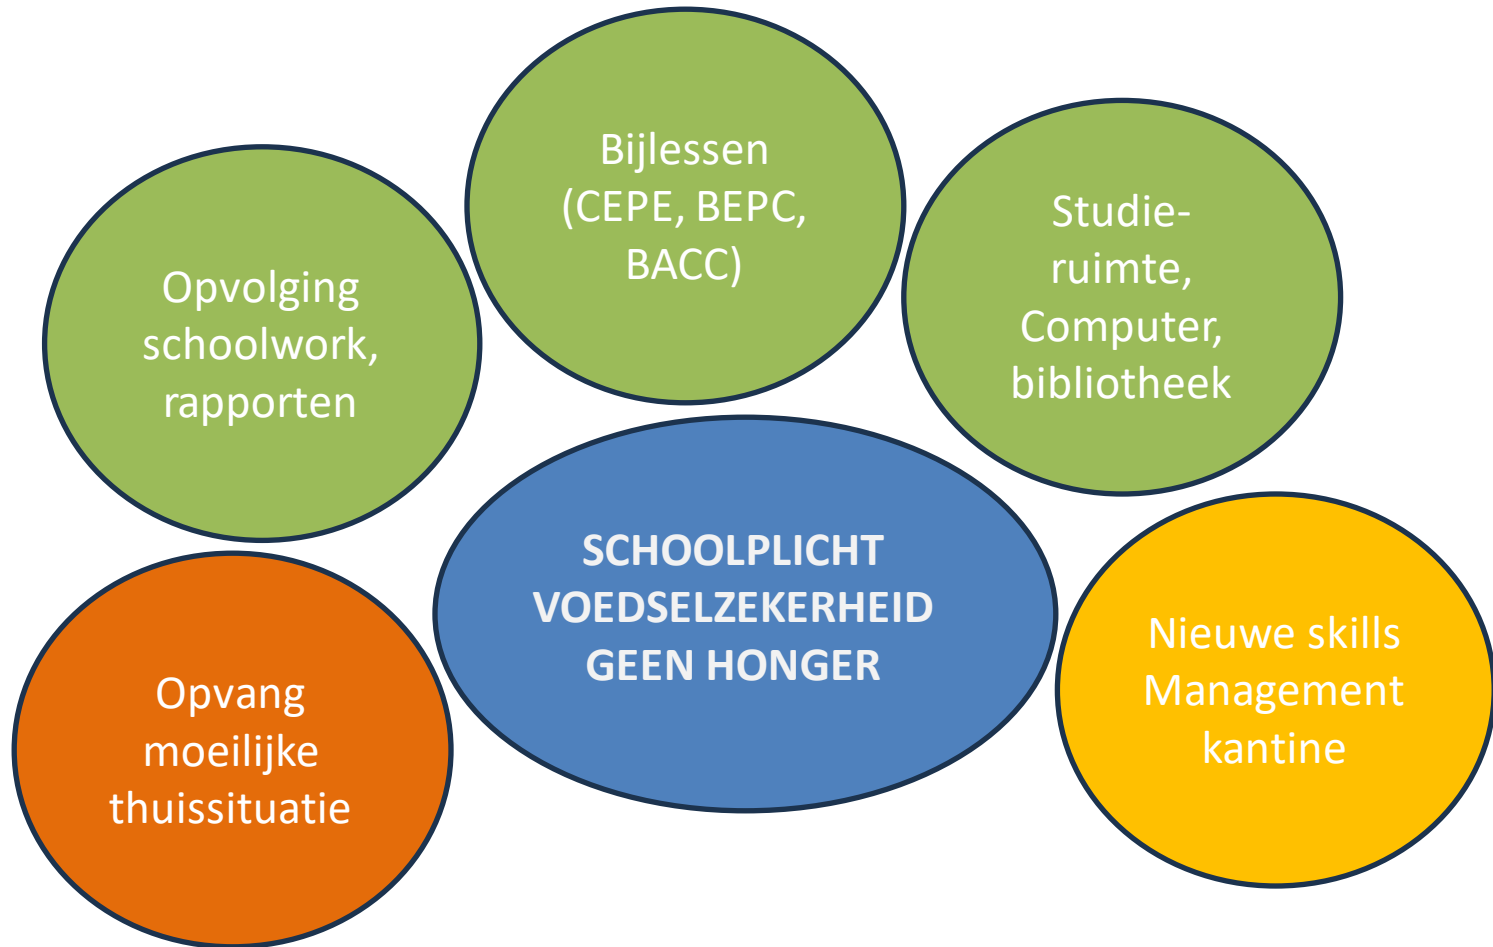 Bijlessen
(CEPE, BEPC,
BACC)
Opvolging
schoolwork,
rapporten
Studie-
ruimte,
Computer,
bibliotheek
SCHOOLPLICHT
VOEDSELZEKERHEID
GEEN HONGER
Opvang
moeilijke
thuissituatie
Nieuwe skills
Management
kantine